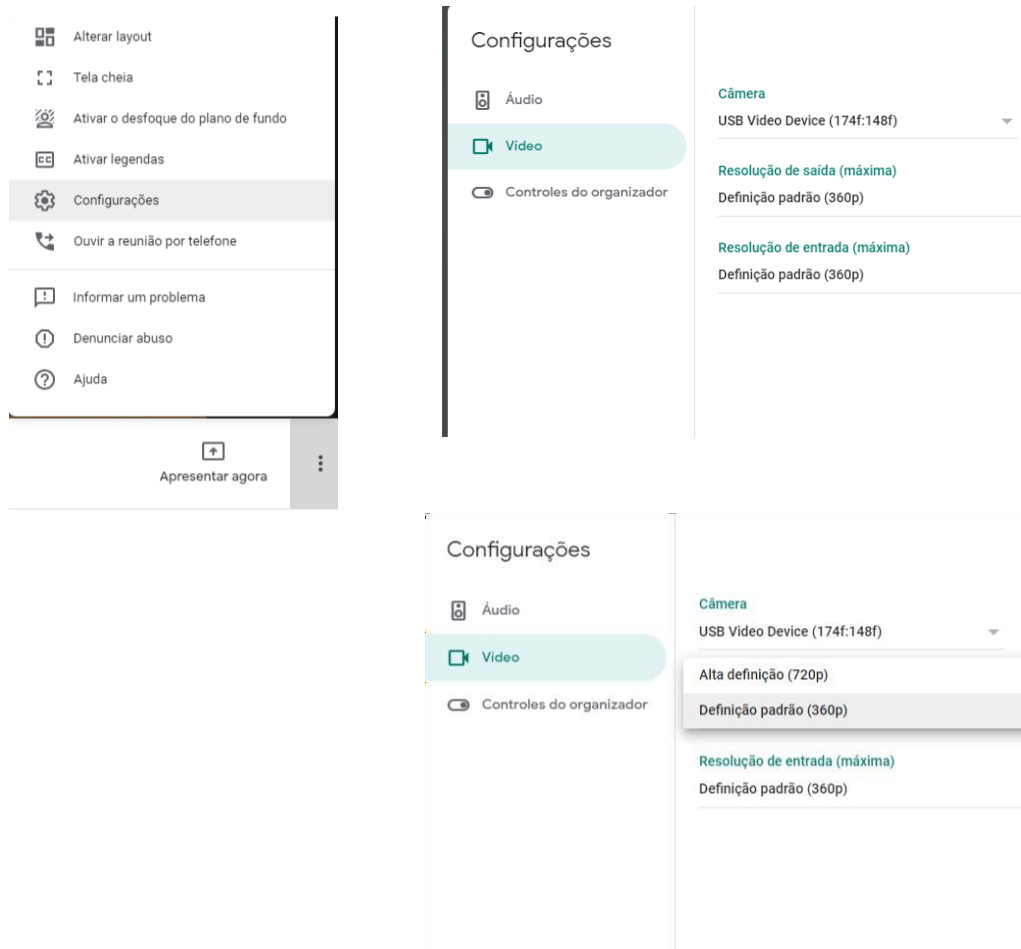 Alterar layout
Tela cheia
Ativar o desfoque do plano de fundo
Ativar legendas
Configurações
Ouvir a reunião por telefone
Informar um problema
Denunciar abuso
Ajuda
Apresentar agora
Configurações
Áudio
Vídeo
Controles do organizador
Câmera
USB Video Device (174f:148f)
Resolução de saída (máxima)
Definição padrão (360p)
Resolução de entrada (máxima)
Definição padrão (360p)
Configurações
Áudio
Vídeo
Controles do organizador
Câmera
USB Video Device (174f:148f)
Alta definição (720p)
Definição padrão (360p)
Resolução de entrada (máxima)
Definição padrão (360p)